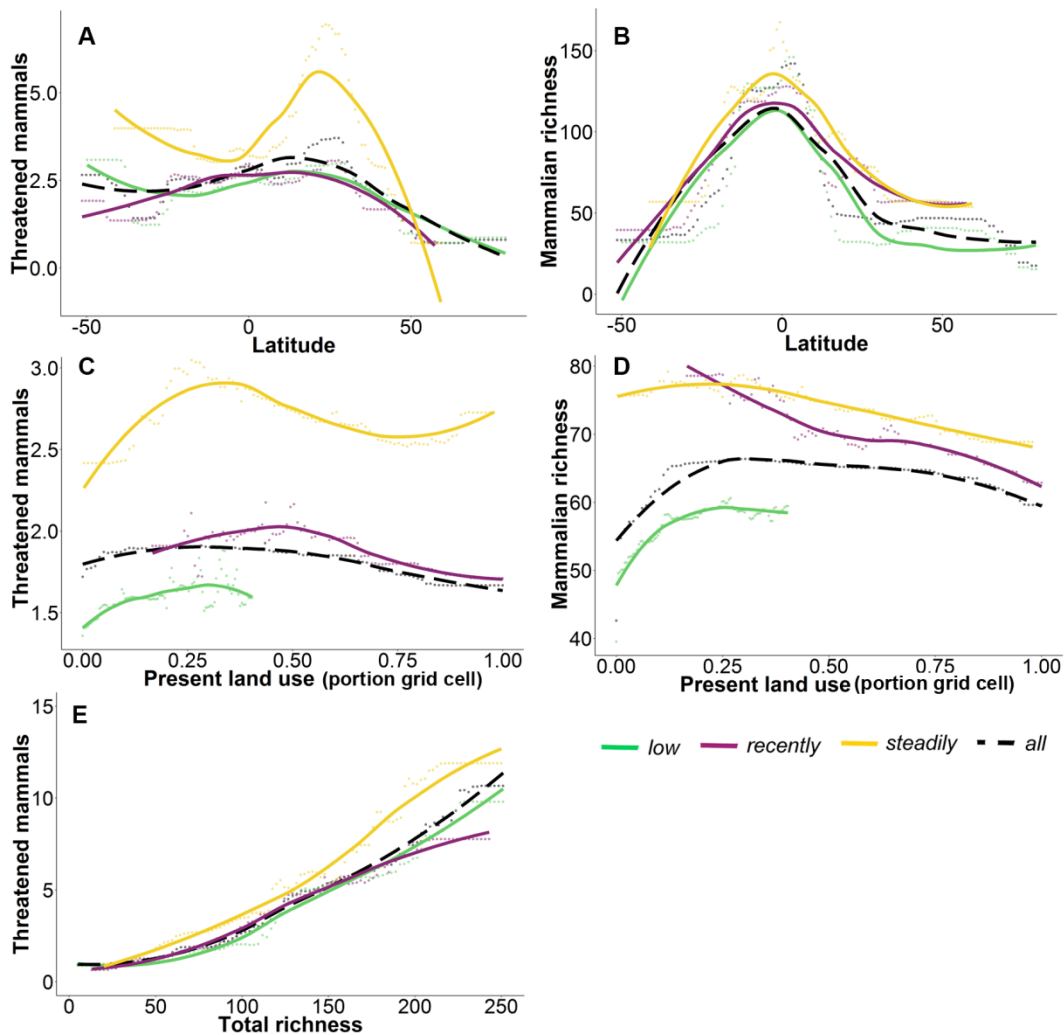 A
Threatened mammals
5.0
2.5
0.0
-50
0
50
Latitude
B
Mammalian richness
150
100
50
0
-50
0
50
Latitude
C
Threatened mammals
3.0
2.5
2.0
1.5
0.00
0.25
0.50
0.75
1.00
Present land use (portion grid cell)
D
Mammalian richness
80
70
60
50
40
0.00
0.25
0.50
0.75
1.00
Present land use (portion grid cell)
E
Threatened mammals
15
10
5
0
0
50
100
150
200
250
Total richness
low recently steadily all